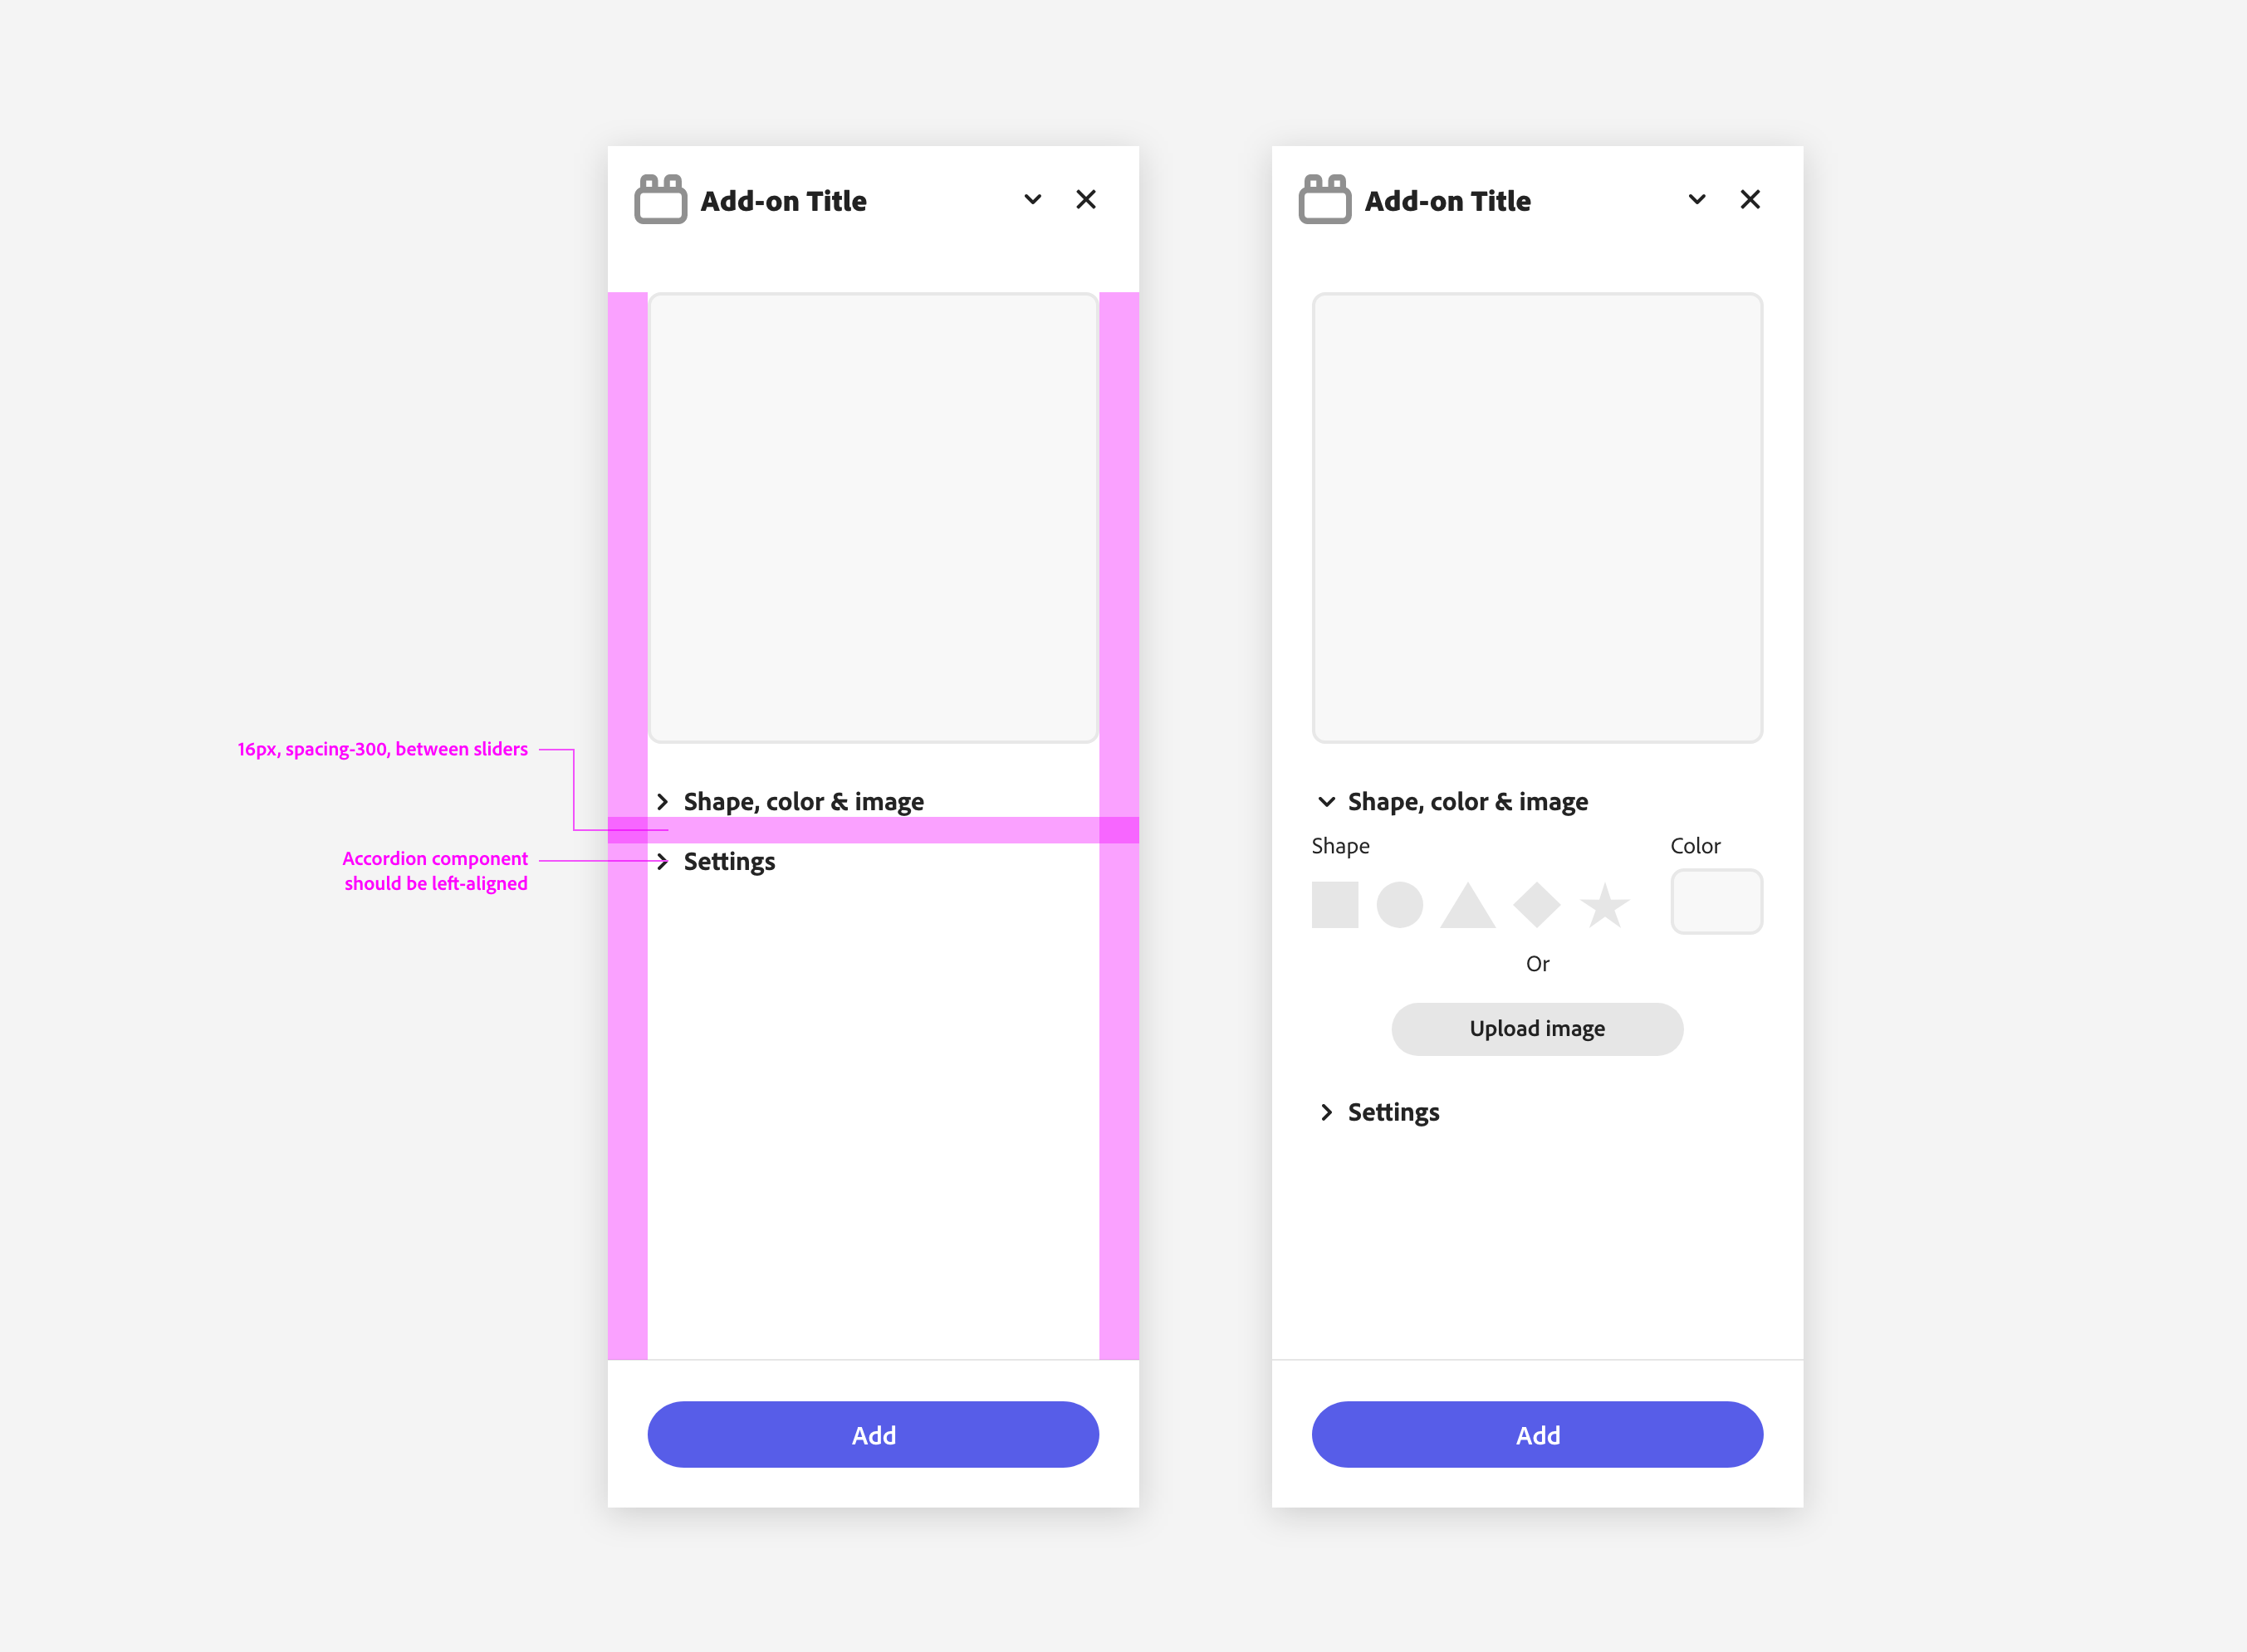 Add-on Title
16px, spacing-300, between sliders
Accordion component
should be left-aligned
Shape, color & image
Settings
Add
Add-on Title
Shape, color & image
Shape
Color
Or
Upload image
Settings
Add